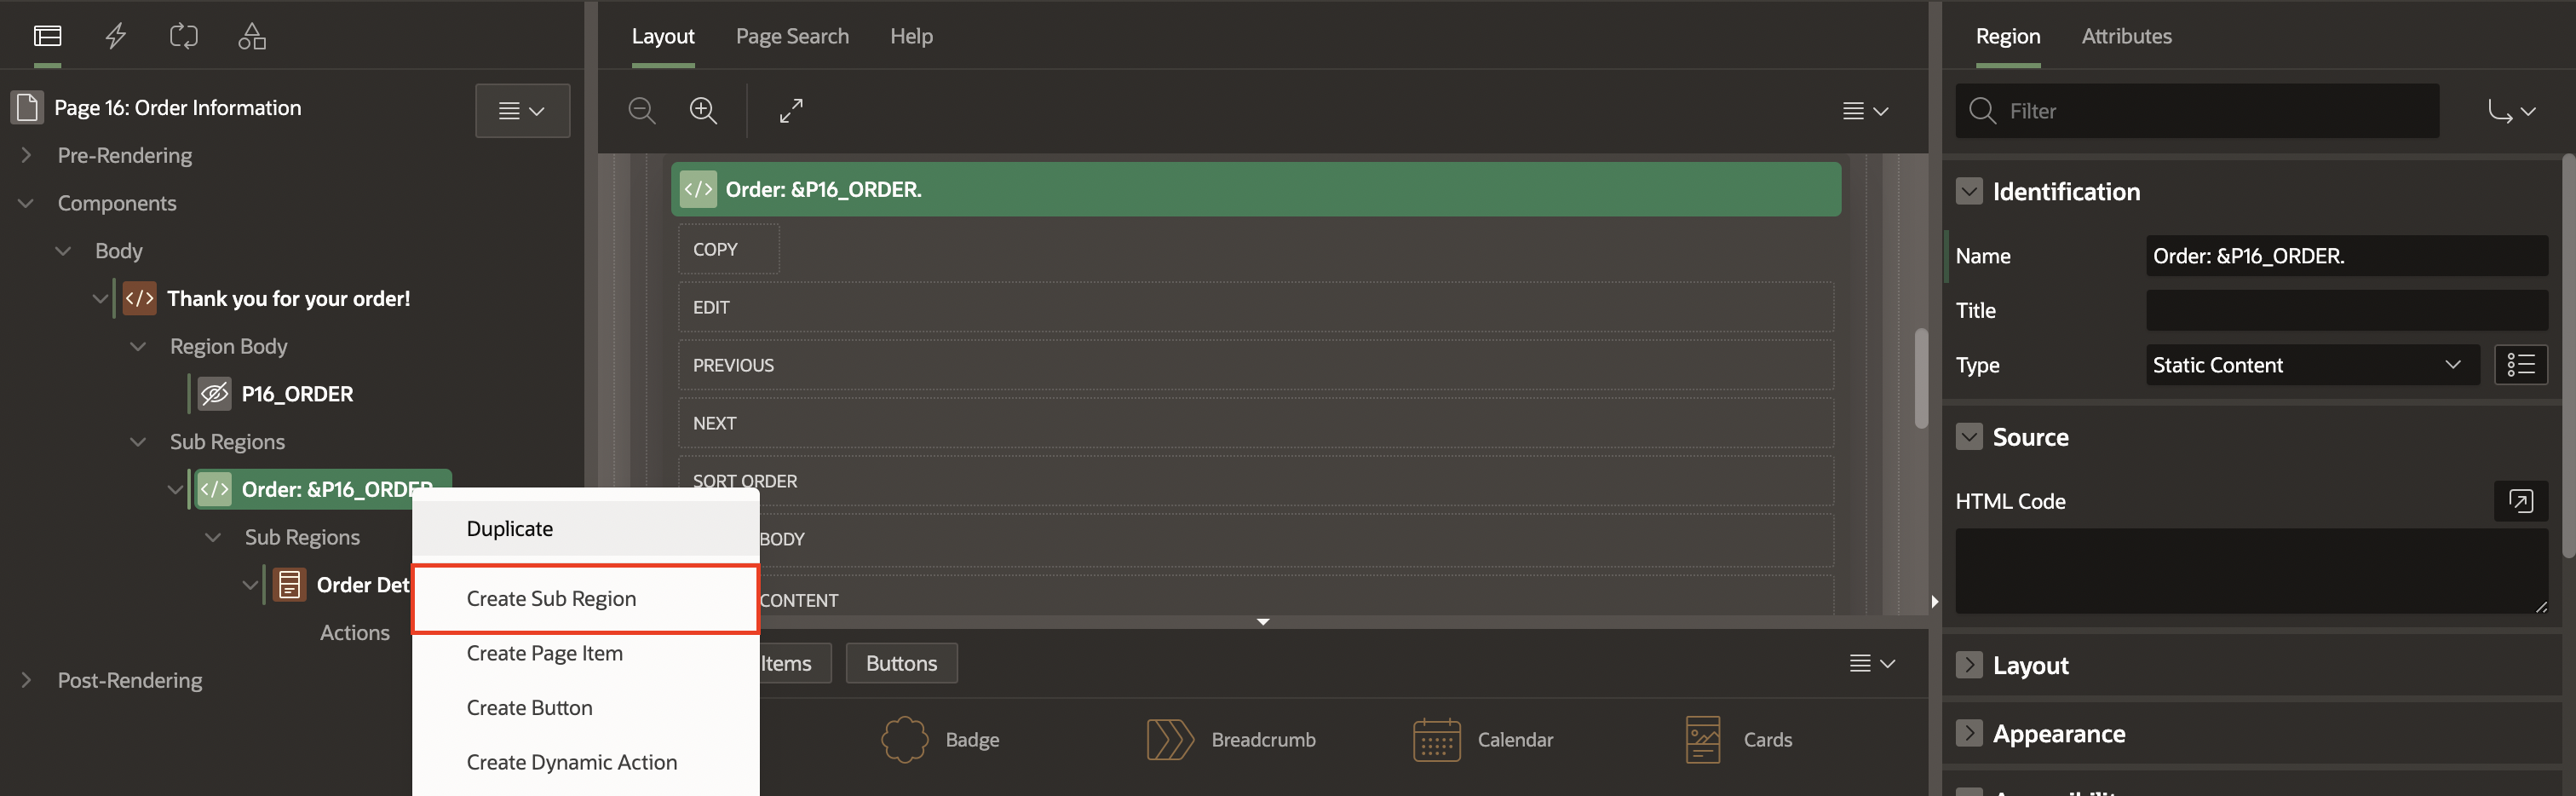 Layout
Page Search
Help
Region
Attributes
Page 16: Order Information
Pre-Rendering
Components
Body
Thank you for your order!
Region Body
P16_ORDER
Sub Regions
Order: &P16_ORDER
Sub Regions
Order Det
Actions
Post-Rendering
Duplicate
Create Sub Region
Create Page Item
Create Button
Create Dynamic Action
Order: &P16_ORDER.
COPY
EDIT
PREVIOUS
NEXT
SORT ORDER
BODY
CONTENT
Items
Buttons
Badge
Breadcrumb
Calendar
Cards
Filter
Identification
Name
Order: &P16_ORDER.
Title
Type
Static Content
Source
HTML Code
Layout
Appearance